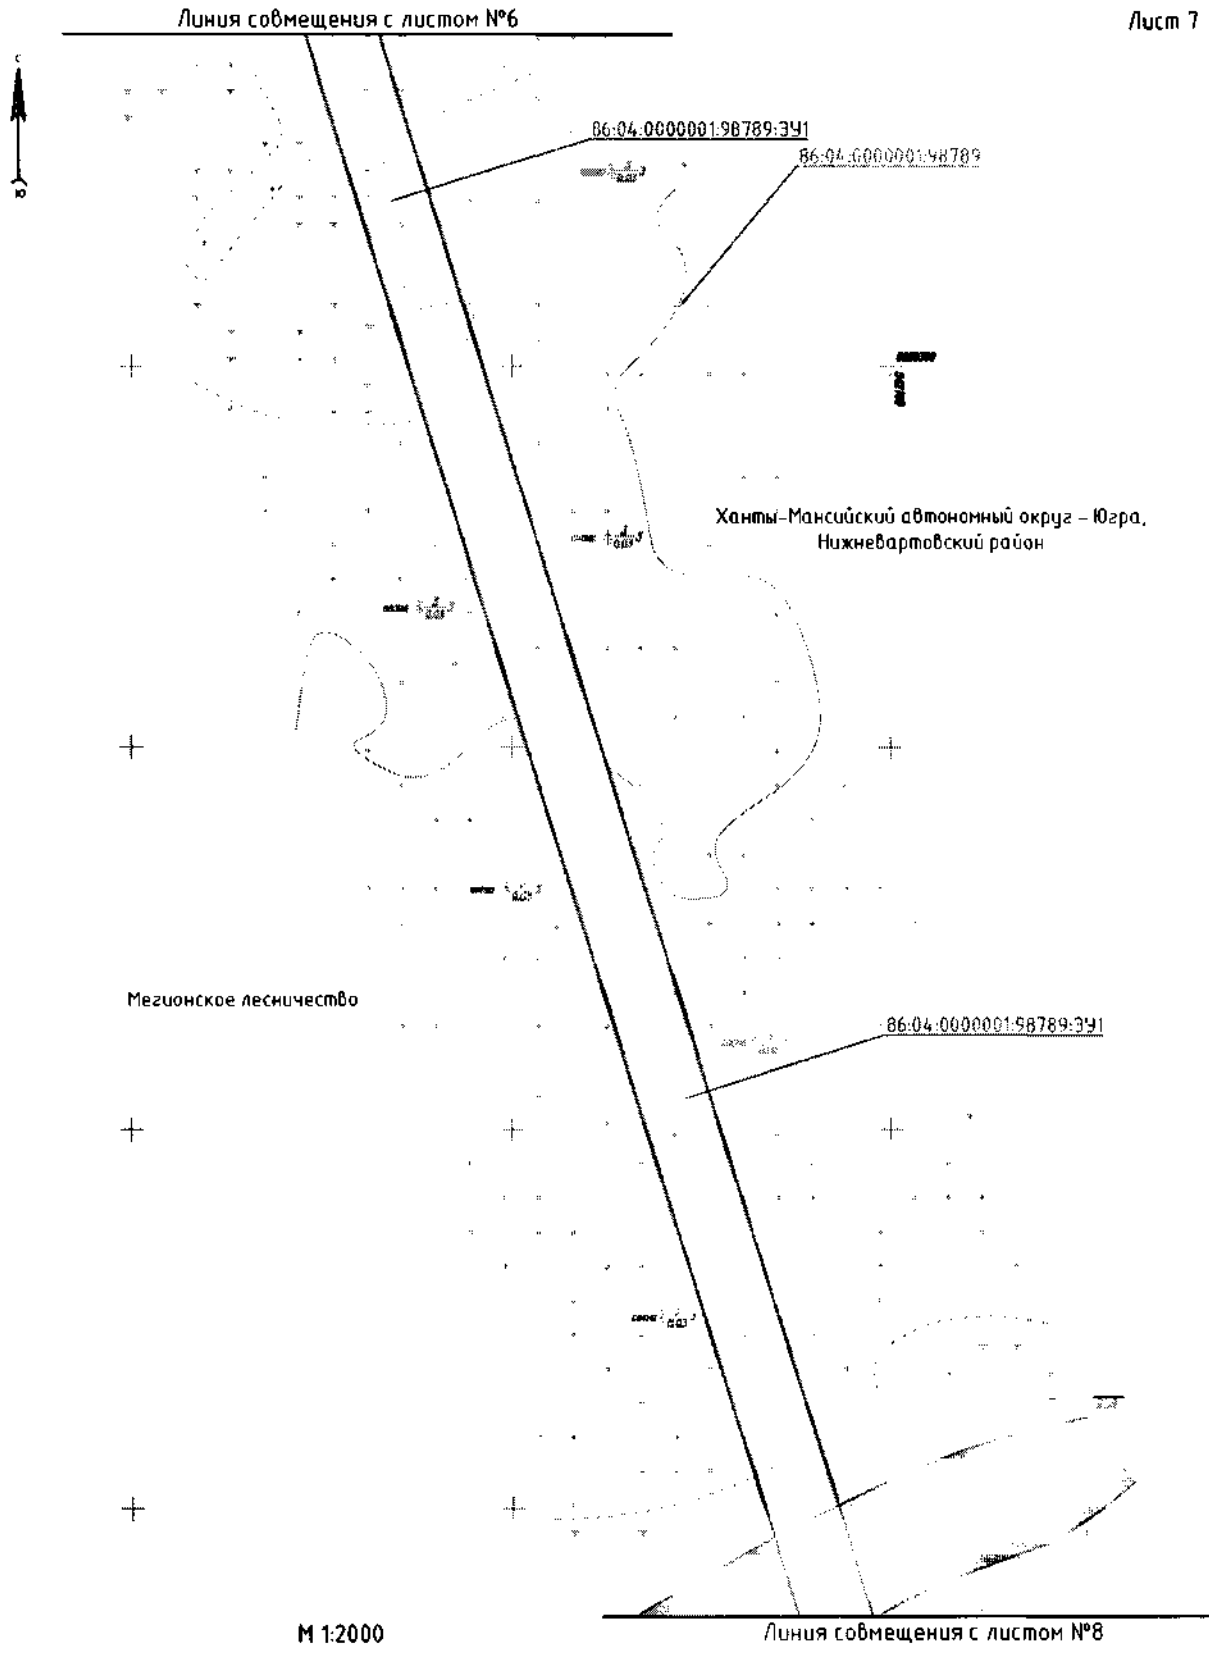 Линия совмещения с листом №6
Лист 7
С
Ю
86:04:0000001:98789:ЗУ1
86:04:0000001:98789
Ханты-Мансийский автономный округ – Югра,
Нижневартовский район
Мегионское лесничество
86:04:0000001:98789:ЗУ1
М 1:2000
Линия совмещения с листом №8